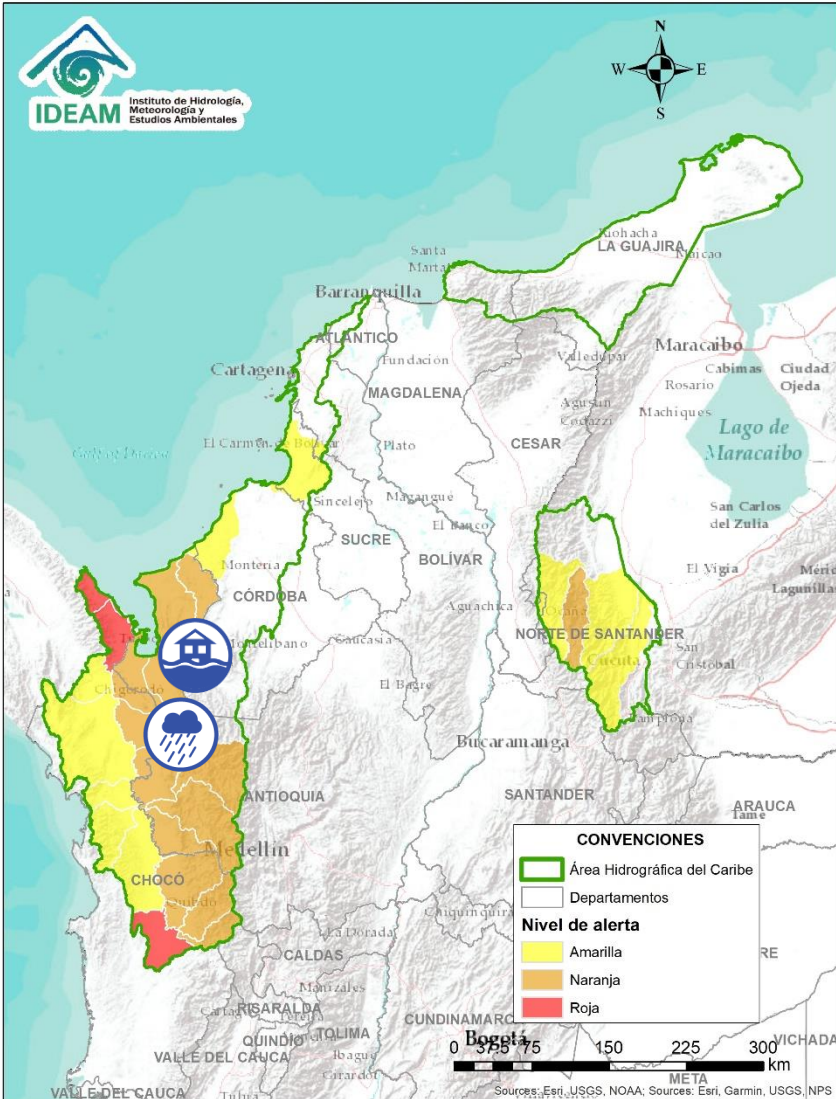 IDEAM
Instituto de Hidrología,
Meteorología y
Estudios Ambientales
N
W
E
S
Riohacha
LA GUAJIRA
Maicao
Santa
Marta
Barranquilla
ATLÁNTICO
Maracaibo
Cartagena
Fundación
Valledupar
Cabimas
Ciudad
Ojeda
Rosario
MAGDALENA
Agustín
Codazzi
Machiques
El Carmen de Bolívar
Plato
CESAR
Lago de
Maracaibo
Sincelejo
Magangué
San Carlos
del Zulia
El Banco
SUCRE
BOLÍVAR
El Vigía
Montería
CÓRDOBA
Lagunillas
Aguachica
Ocaña
NORTE DE SANTANDER
Montelíbano
Caucasia
San
Cristóbal
Cúcuta
El Bagre
Chigorodó
Pamplona
Bucaramanga
ANTIOQUIA
SANTANDER
ARAUCA
Tame
Medellín
CHOCÓ
Quibdó
Chiquinquirá
La Dorada
CALDAS
Manizales
RISARALDA
QUINDÍO
TOLIMA
CUNDINAMARC
Bogotá
VALLE DEL CAUCA
Ibagué
Girardot
VICHADA
META
VALLE DEL CAUCA
Tuluá
CONVENCIONES
Área Hidrográfica del Caribe
Departamentos
Nivel de alerta
Amarilla
Naranja
Roja
RE
0 37,5 75 150 225 300
km
Sources: Esri, USGS, NOAA; Sources: Esri, Garmin, USGS, NPS